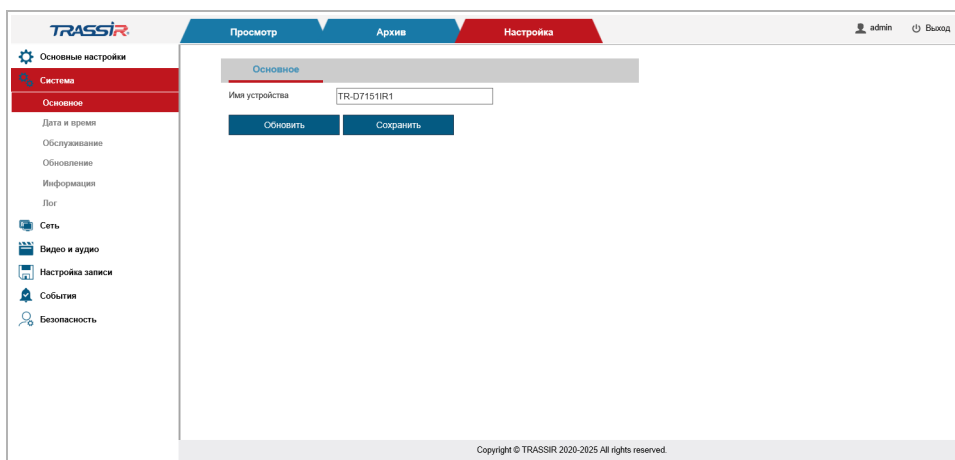 TRASSIR
Просмотр
Архив
Настройка
admin
Выход
Основные настройки
Система
Основное
Дата и время
Обслуживание
Обновление
Информация
Лог
Сеть
Видео и аудио
Настройка записи
События
Безопасность
Основное
Имя устройства
TR-D7151IR1
Обновить
Сохранить
Copyright © TRASSIR 2020-2025 All rights reserved.